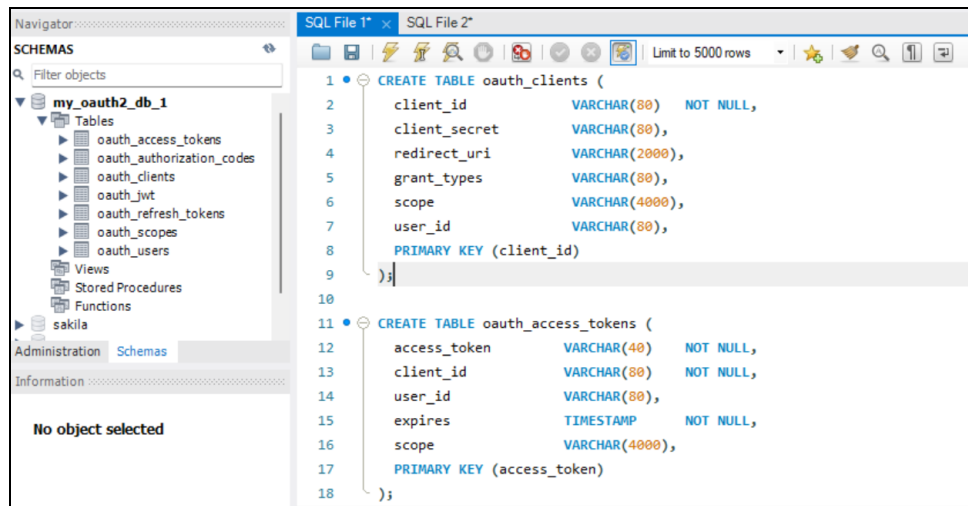 Navigator
SCHEMAS
Filter objects
my_oauth2_db_1
Tables
oauth_access_tokens
oauth_authorization_codes
oauth_clients
oauth_jwt
oauth_refresh_tokens
oauth_scopes
oauth_users
Views
Stored Procedures
Functions
sakila
Administration Schemas
Information
No object selected
SQL File 1* SQL File 2*
Limit to 5000 rows
1 CREATE TABLE oauth_clients (
2 client_id VARCHAR(80) NOT NULL,
3 client_secret VARCHAR(80),
4 redirect_uri VARCHAR(2000),
5 grant_types VARCHAR(80),
6 scope VARCHAR(4000),
7 user_id VARCHAR(80),
8 PRIMARY KEY (client_id)
9 );
10
11 CREATE TABLE oauth_access_tokens (
12 access_token VARCHAR(40) NOT NULL,
13 client_id VARCHAR(80) NOT NULL,
14 user_id VARCHAR(80),
15 expires TIMESTAMP NOT NULL,
16 scope VARCHAR(4000),
17 PRIMARY KEY (access_token)
18 );